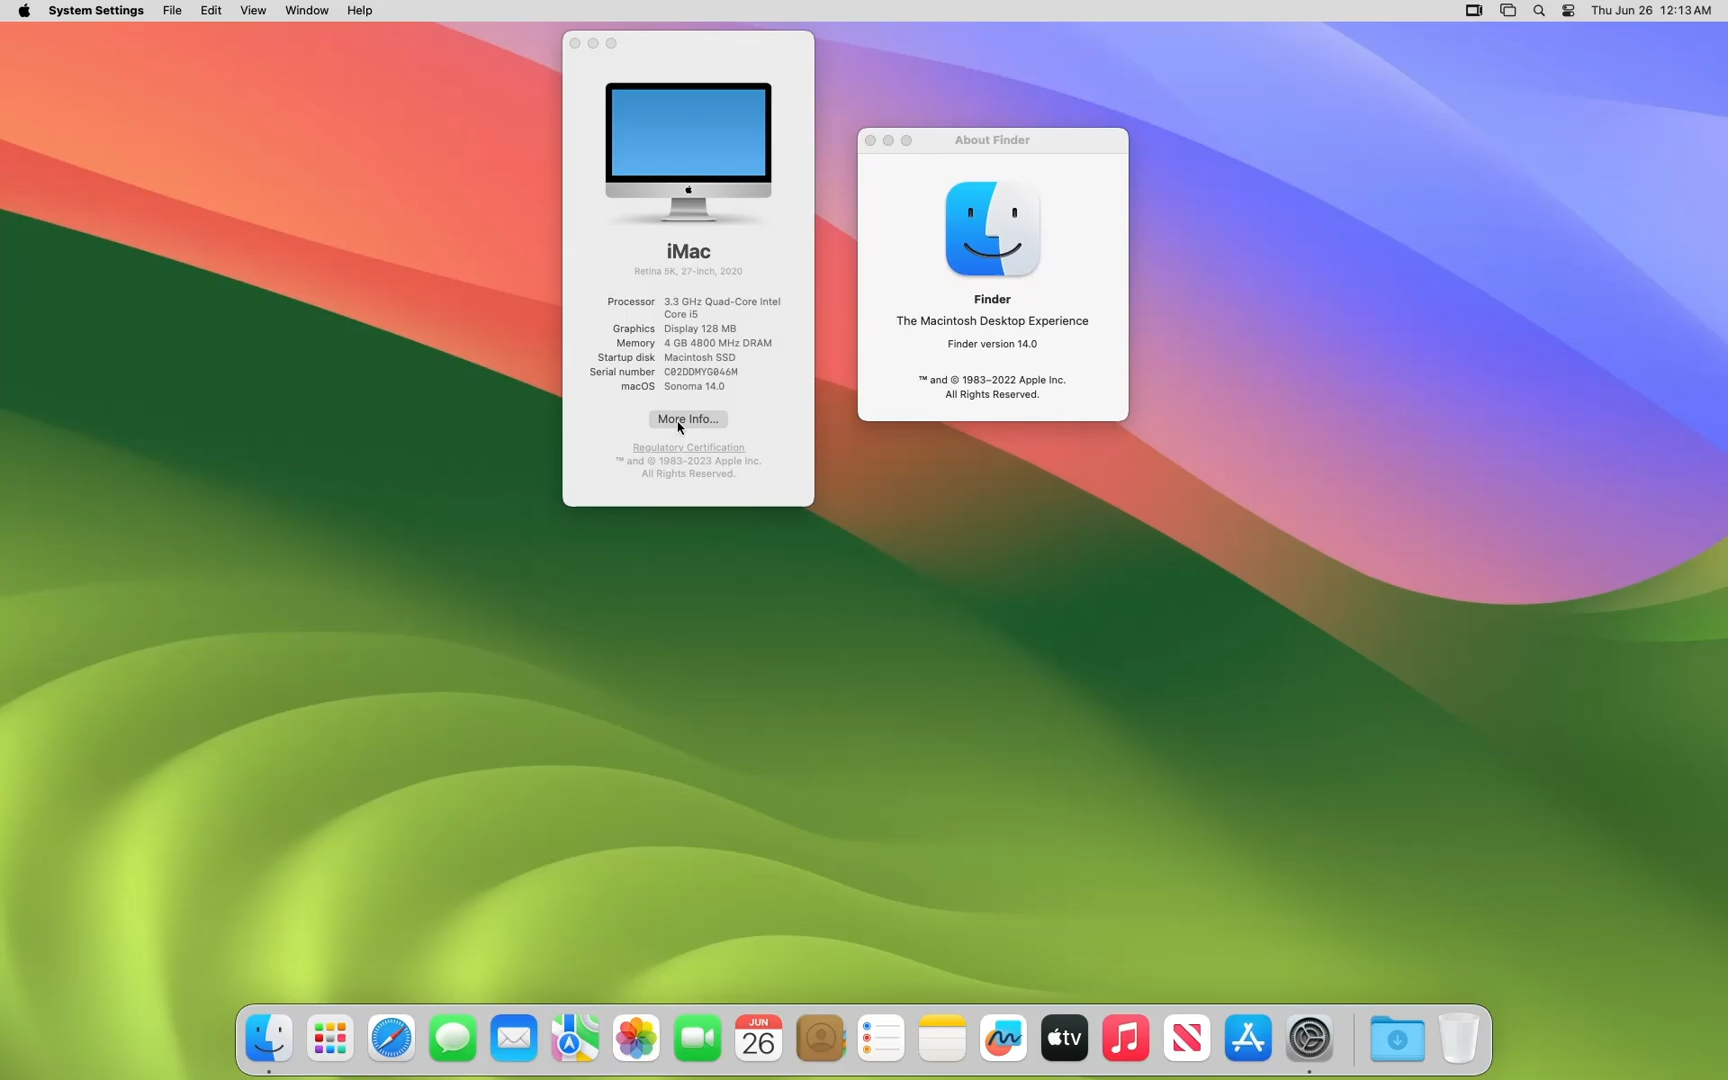 System Settings File Edit View Window Help Thu Jun 26 12:13 AM
iMac
Retina 5K, 27-inch, 2020
Processor 3.3 GHz Quad-Core Intel
Core i5
Graphics Display 128 MB
Memory 4 GB 4800 MHz DRAM
Startup disk Macintosh SSD
Serial number C02DDMYG046M
macOS Sonoma 14.0
More Info...
Regulatory Certification
™ and © 1983-2023 Apple Inc.
All Rights Reserved.
About Finder
Finder
The Macintosh Desktop Experience
Finder version 14.0
™ and © 1983–2022 Apple Inc.
All Rights Reserved.
JUN
26
tv